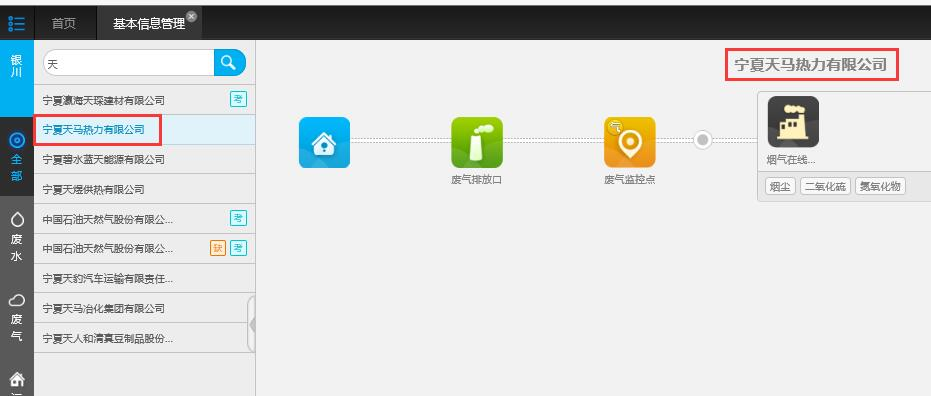 首页
基本信息管理
银川
全部
废水
废气
天
宁夏瀛海天琛建材有限公司
考
宁夏天马热力有限公司
宁夏碧水蓝天能源有限公司
宁夏天煜供热有限公司
中国石油天然气股份有限公...
考
中国石油天然气股份有限公...
缺 考
宁夏天豹汽车运输有限责任...
宁夏天马冶化集团有限公司
宁夏天人和清真豆制品股份...
宁夏天马热力有限公司
废气排放口
气
废气监控点
烟气在线...
烟尘
二氧化硫
氮氧化物